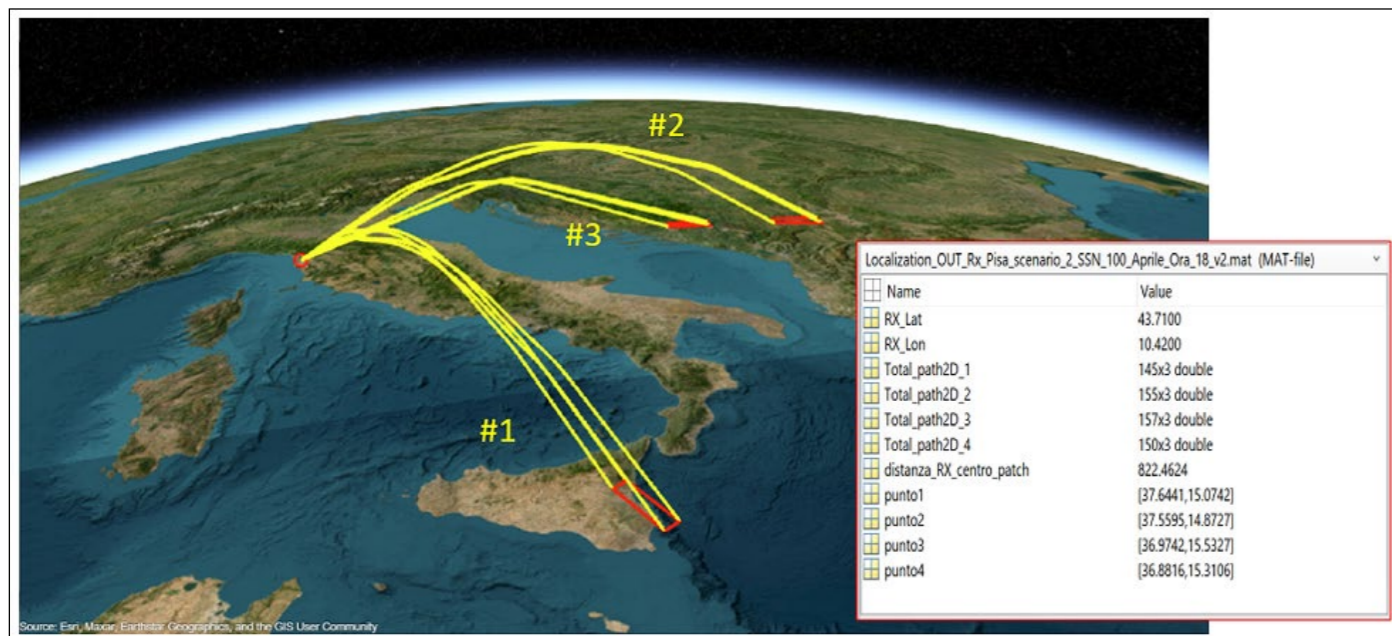 #2
#3
#1
Localization_OUT_Rx_Pisa_scenario_2_SSN_100_Aprile_Ora_18_v2.mat (MAT-file)
Name Value
RX_Lat 43.7100
RX_Lon 10.4200
Total_path2D_1 145x3 double
Total_path2D_2 155x3 double
Total_path2D_3 157x3 double
Total_path2D_4 150x3 double
distanza_RX_centro_patch 822.4624
punto1 [37.6441,15.0742]
punto2 [37.5595,14.8727]
punto3 [36.9742,15.5327]
punto4 [36.8816,15.3106]
Source: Esri, Maxar, Earthstar Geographics, and the GIS User Community